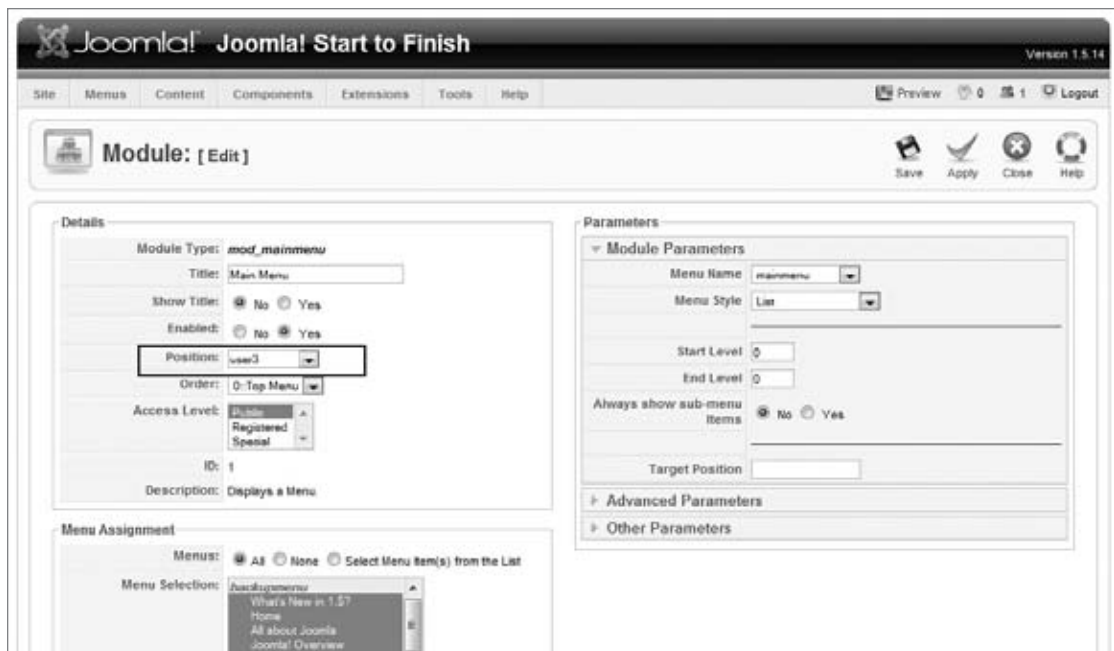 Joomla! Joomla! Start to Finish
Version 1.5.14
Site Menus Content Components Extensions Tools Help
Preview 0 1 Logout
Module: [Edit]
Save Apply Close Help
Details
Module Type: mod_mainmenu
Title: Main Menu
Show Title: No Yes
Enabled: No Yes
Position: user3
Order: 0::Top Menu
Access Level: Public
Registered
Special
ID: 1
Description: Displays a Menu.
Menu Assignment
Menus: All None Select Menu Item(s) from the List
Menu Selection: backupmenu
What's New in 1.5?
Home
All about Joomla
Joomla! Overview
Parameters
Module Parameters
Menu Name mainmenu
Menu Style List
Start Level 0
End Level 0
Always show sub-menu
Items No Yes
Target Position
Advanced Parameters
Other Parameters